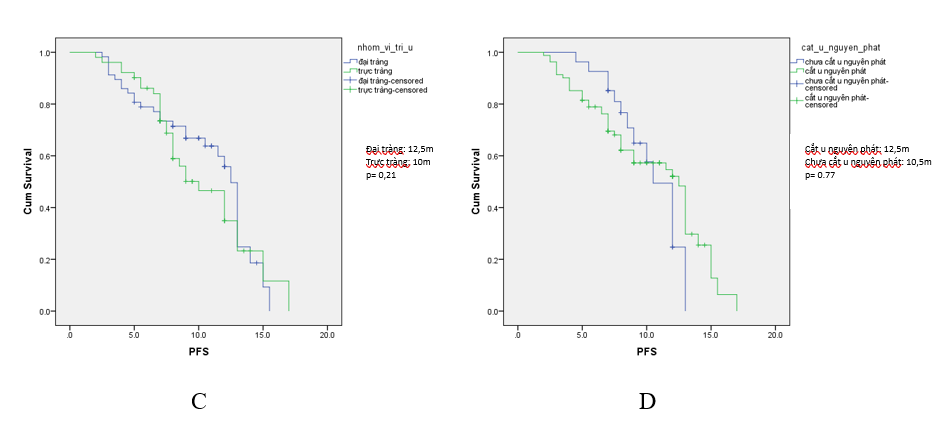 nhom_vi_tri_u
đại tràng
trực tràng
đại tràng-censored
trực tràng-censored
Đại tràng: 12,5m
Trực tràng: 10m
p= 0,21
Cum Survival
1.0
0.8
0.6
0.4
0.2
0.0
.0
5.0
10.0
15.0
20.0
PFS
C
cat_u_nguyen_phat
chưa cắt u nguyên phát
cắt u nguyên phát
chưa cắt u nguyên phát-
censored
cắt u nguyên phát-
censored
Cắt u nguyên phát: 12,5m
Chưa cắt u nguyên phát: 10,5m
p= 0.77
Cum Survival
1.0
0.8
0.6
0.4
0.2
0.0
.0
5.0
10.0
15.0
20.0
PFS
D